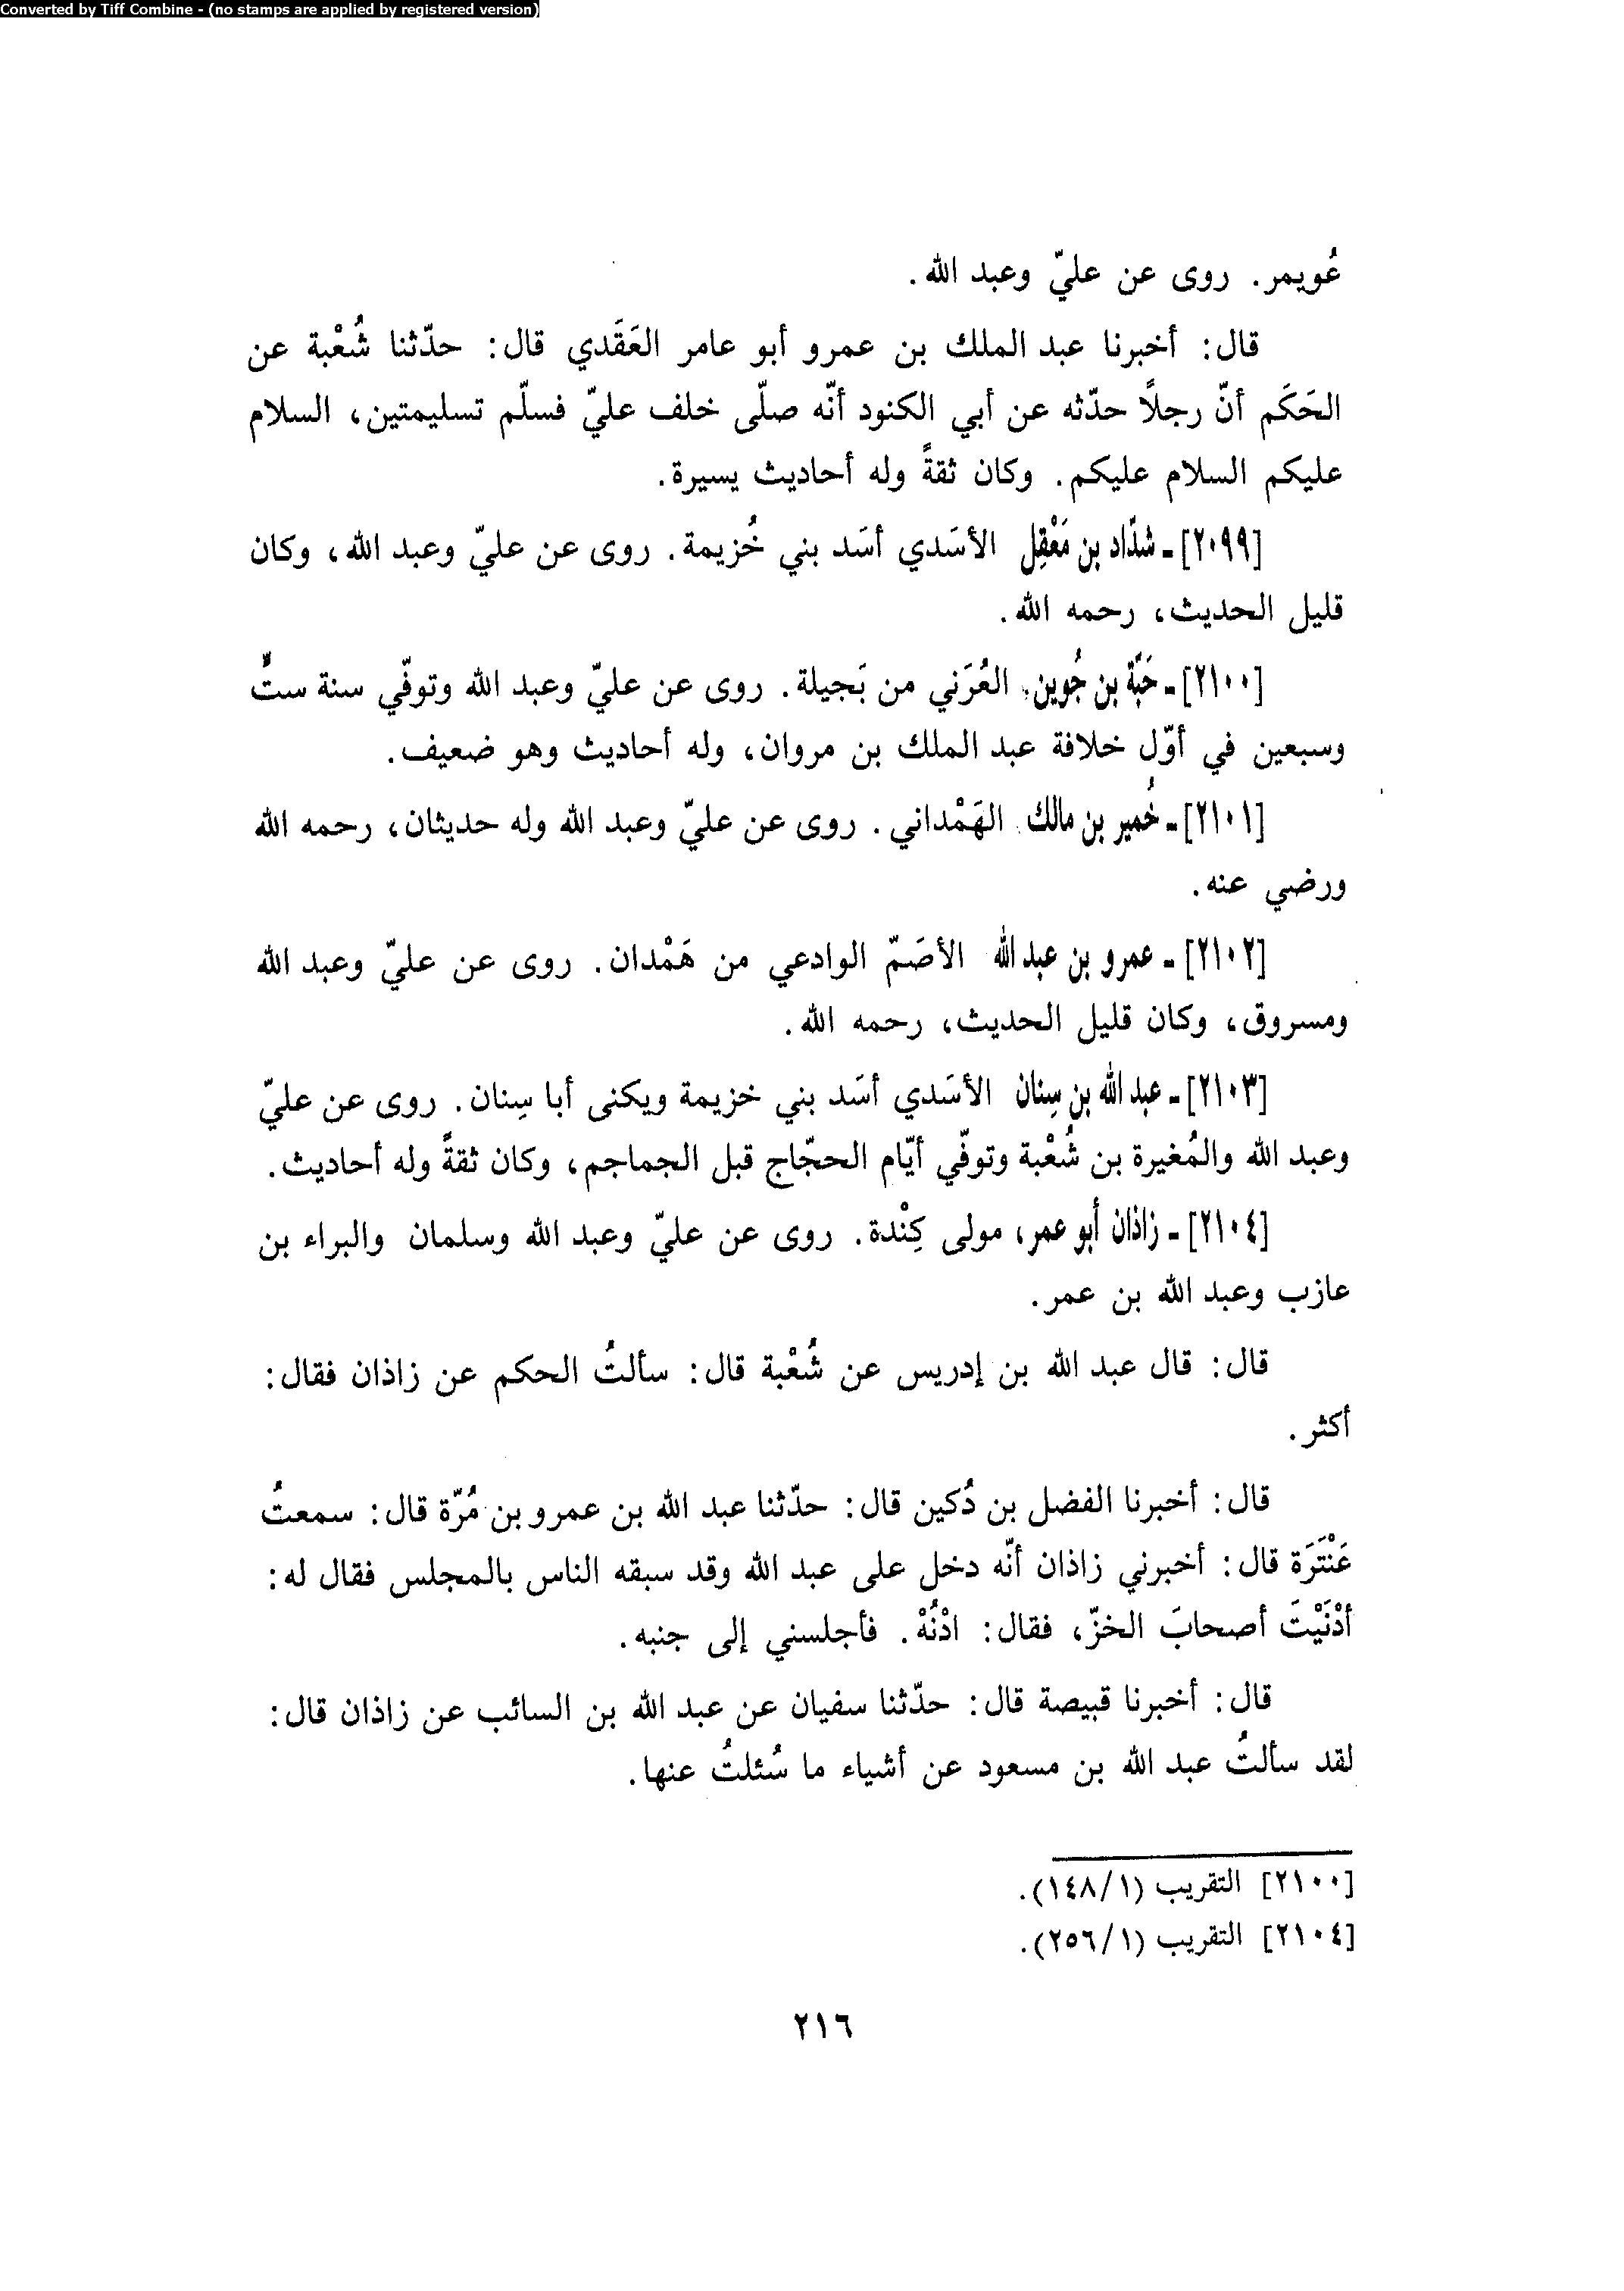 Converted by Tiff Combine - (no stamps are applied by registered version)
عُويمر. روى عن عليّ وعبد الله.
قال: أخبرنا عبد الملك بن عمرو أبو عامر العَقَدي قال: حدّثنا شُعْبة عن
الحَكَم أنّ رجلاً حدّثه عن أبي الكنود أنّه صلّى خلف عليّ فسلّم تسليمتين، السلام
عليكم السلام عليكم. وكان ثقةً وله أحاديث يسيرة.
[٢٠٩٩] ـ شدّاد بن مَعْقِل الأسَدي أسَد بني خُزيمة. روى عن عليّ وعبد الله، وكان
قليل الحديث، رحمه الله.
[٢١٠٠] ـ حَبّة بن جُوين، العُرَني من بَجيلة. روى عن عليّ وعبد الله وتوفّي سنة ستٍّ
وسبعين في أوّل خلافة عبد الملك بن مروان، وله أحاديث وهو ضعيف.
[٢١٠١] ـ خُمير بن مالك الهَمْداني. روى عن عليّ وعبد الله وله حديثان، رحمه الله
ورضي عنه.
[٢١٠٢] ـ عمرو بن عبد الله الأصَمّ الوادعي من هَمْدان. روى عن عليّ وعبد الله
ومسروق، وكان قليل الحديث، رحمه الله.
[٢١٠٣] ـ عبد الله بن سِنان الأسَدي أسَد بني خزيمة ويكنى أبا سِنان. روى عن عليّ
وعبد الله والمُغيرة بن شُعْبة وتوفّي أيّام الحجّاج قبل الجماجم، وكان ثقةً وله أحاديث.
[٢١٠٤] ـ زاذان أبو عمر، مولى كِنْدة. روى عن عليّ وعبد الله وسلمان والبراء بن
عازب وعبد الله بن عمر.
قال: قال عبد الله بن إدريس عن شُعْبة قال: سألتُ الحكم عن زاذان فقال:
أكثر.
قال: أخبرنا الفضل بن دُكين قال: حدّثنا عبد الله بن عمرو بن مُرّة قال: سمعتُ
عَنْتَرَة قال: أخبرني زاذان أنّه دخل على عبد الله وقد سبقه الناس بالمجلس فقال له:
أدْنَيْتَ أصحابَ الخزّ، فقال: ادْنُهْ. فأجلسني إلى جنبه.
قال: أخبرنا قبيصة قال: حدّثنا سفيان عن عبد الله بن السائب عن زاذان قال:
لقد سألتُ عبد الله بن مسعود عن أشياء ما سُئلتُ عنها.
[٢١٠٠] التقريب (١/ ١٤٨).
[٢١٠٤] التقريب (١/ ٢٥٦).
٢١٦